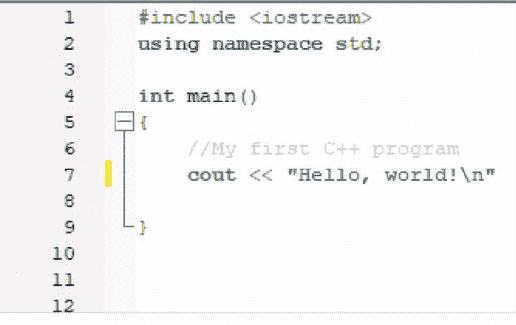 1 #include <iostream>
2 using namespace std;
3
4 int main()
5 {
6 //My first C++ program
7 cout << "Hello, world!\n"
8
9 }
10
11
12